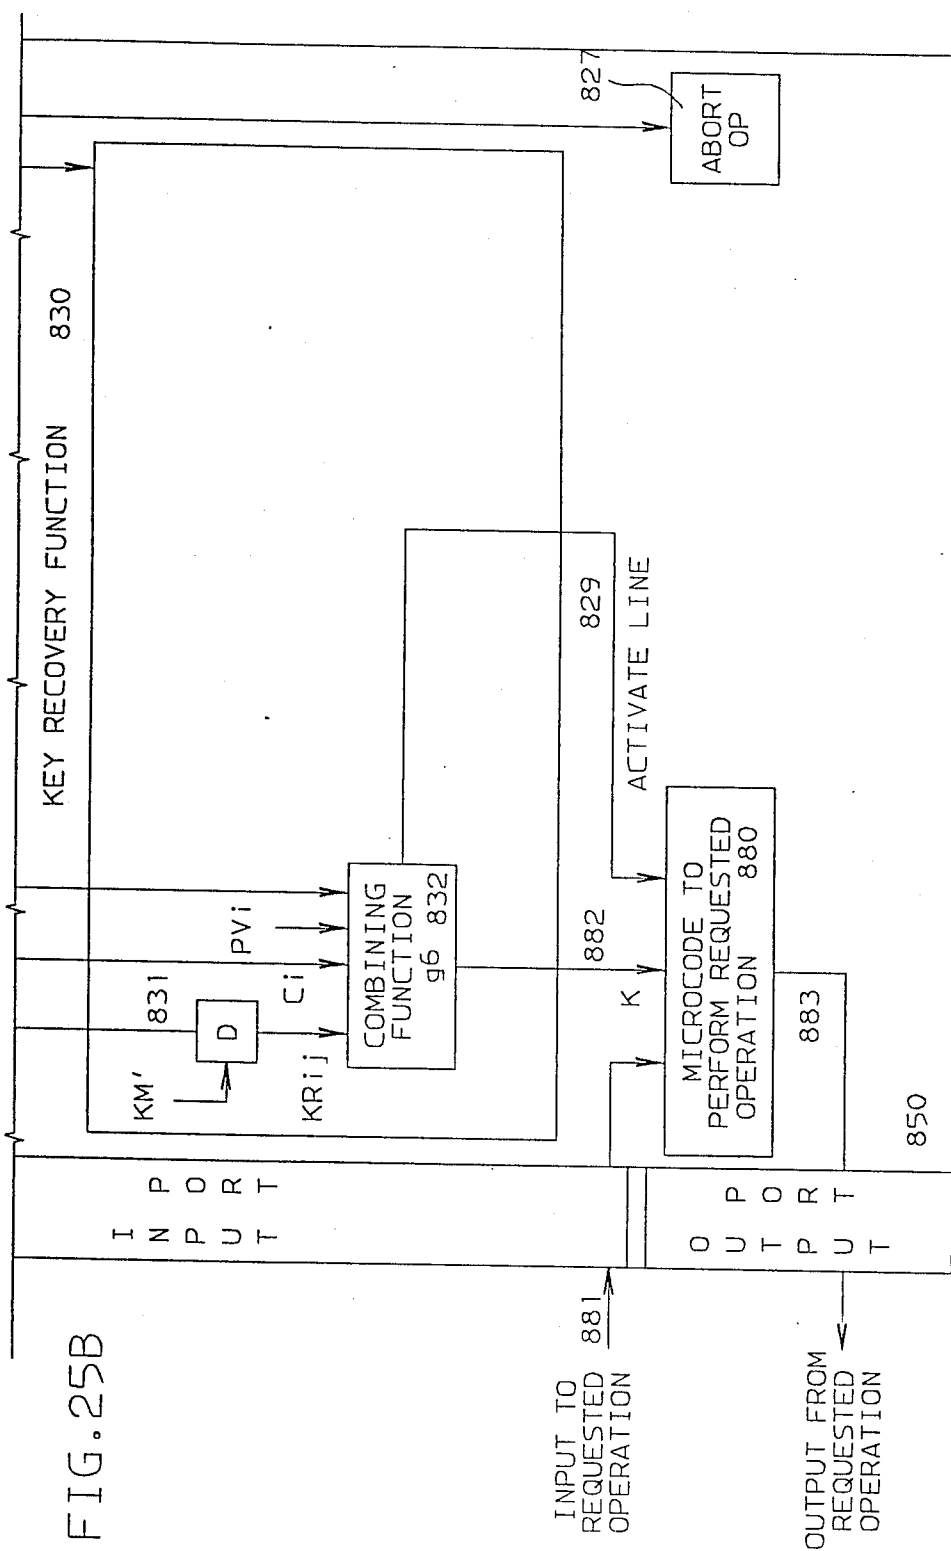 FIG.25B
KEY RECOVERY FUNCTION 830
831
KM'
D
KRij
Ci
PVi
COMBINING
FUNCTION
g6 832
INPUT
PORT
829
ACTIVATE LINE
827
ABORT
OP
882
K
881
INPUT TO
REQUESTED
OPERATION
MICROCODE TO
PERFORM REQUESTED
OPERATION 880
883
OUTPUT
PORT
850
OUTPUT FROM
REQUESTED
OPERATION